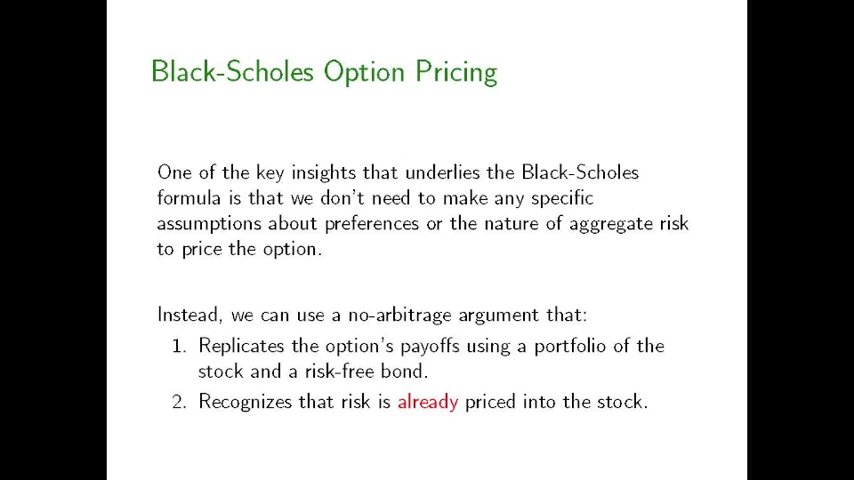 Black-Scholes Option Pricing
One of the key insights that underlies the Black-Scholes
formula is that we don't need to make any specific
assumptions about preferences or the nature of aggregate risk
to price the option.
Instead, we can use a no-arbitrage argument that:
1. Replicates the option's payoffs using a portfolio of the
stock and a risk-free bond.
2. Recognizes that risk is already priced into the stock.